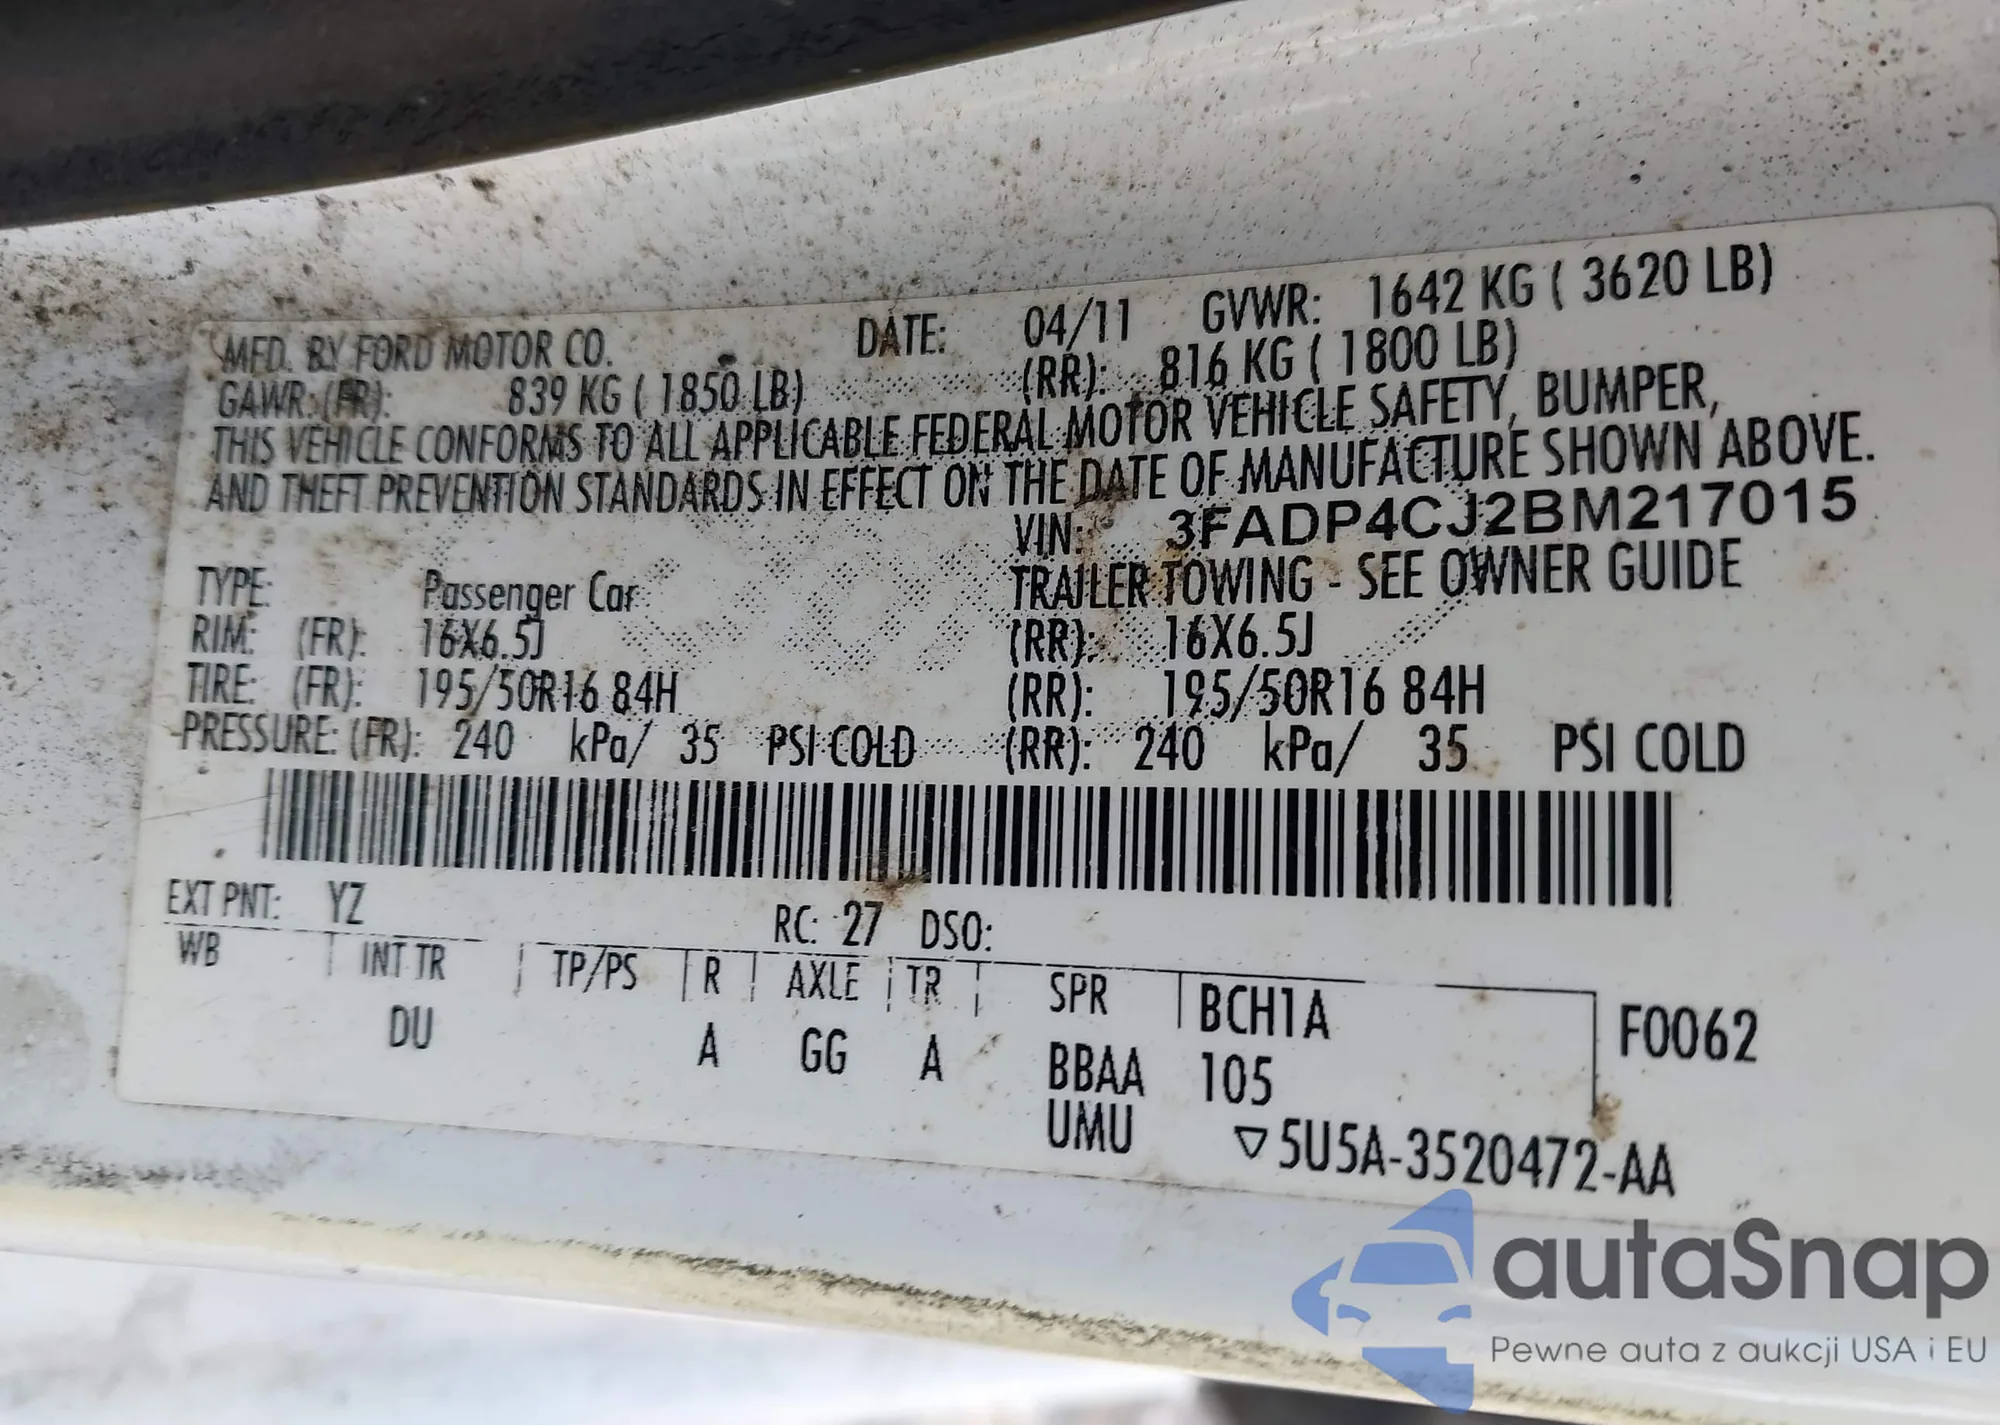 MFD. BY FORD MOTOR CO. DATE: 04/11 GVWR: 1642 KG ( 3620 LB)
GAWR: (FR): 839 KG ( 1850 LB) (RR): 816 KG ( 1800 LB)
THIS VEHICLE CONFORMS TO ALL APPLICABLE FEDERAL MOTOR VEHICLE SAFETY, BUMPER,
AND THEFT PREVENTION STANDARDS IN EFFECT ON THE DATE OF MANUFACTURE SHOWN ABOVE.
VIN: 3FADP4CJ2BM217015
TYPE: Passenger Car TRAILER TOWING - SEE OWNER GUIDE
RIM: (FR): 16X6.5J (RR): 16X6.5J
TIRE: (FR): 195/50R16 84H (RR): 195/50R16 84H
PRESSURE: (FR): 240 kPa/ 35 PSI COLD (RR): 240 kPa/ 35 PSI COLD
EXT PNT: YZ RC: 27 DSO:
WB INT TR TP/PS R AXLE TR SPR BCH1A F0062
DU A GG A BBAA 105
UMU ▽5U5A-3520472-AA
autaSnap
Pewne auta z aukcji USA i EU